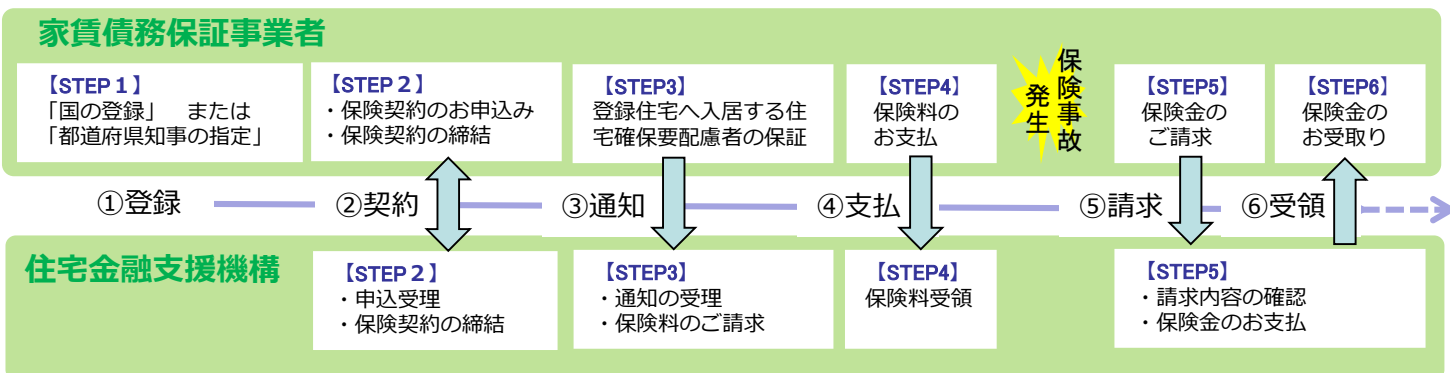 家賃債務保証事業者
【STEP１】
「国の登録」　または
「都道府県知事の指定」
【STEP２】
・保険契約のお申込み
・保険契約の締結
【STEP3】
登録住宅へ入居する住
宅確保要配慮者の保証
【STEP4】
保険料の
お支払
保険事故
発生
【STEP5】
保険金の
ご請求
【STEP6】
保険金の
お受取り
①登録
②契約
③通知
④支払
⑤請求
⑥受領
住宅金融支援機構
【STEP２】
・申込受理
・保険契約の締結
【STEP3】
・通知の受理
・保険料のご請求
【STEP4】
保険料受領
【STEP5】
・請求内容の確認
・保険金のお支払